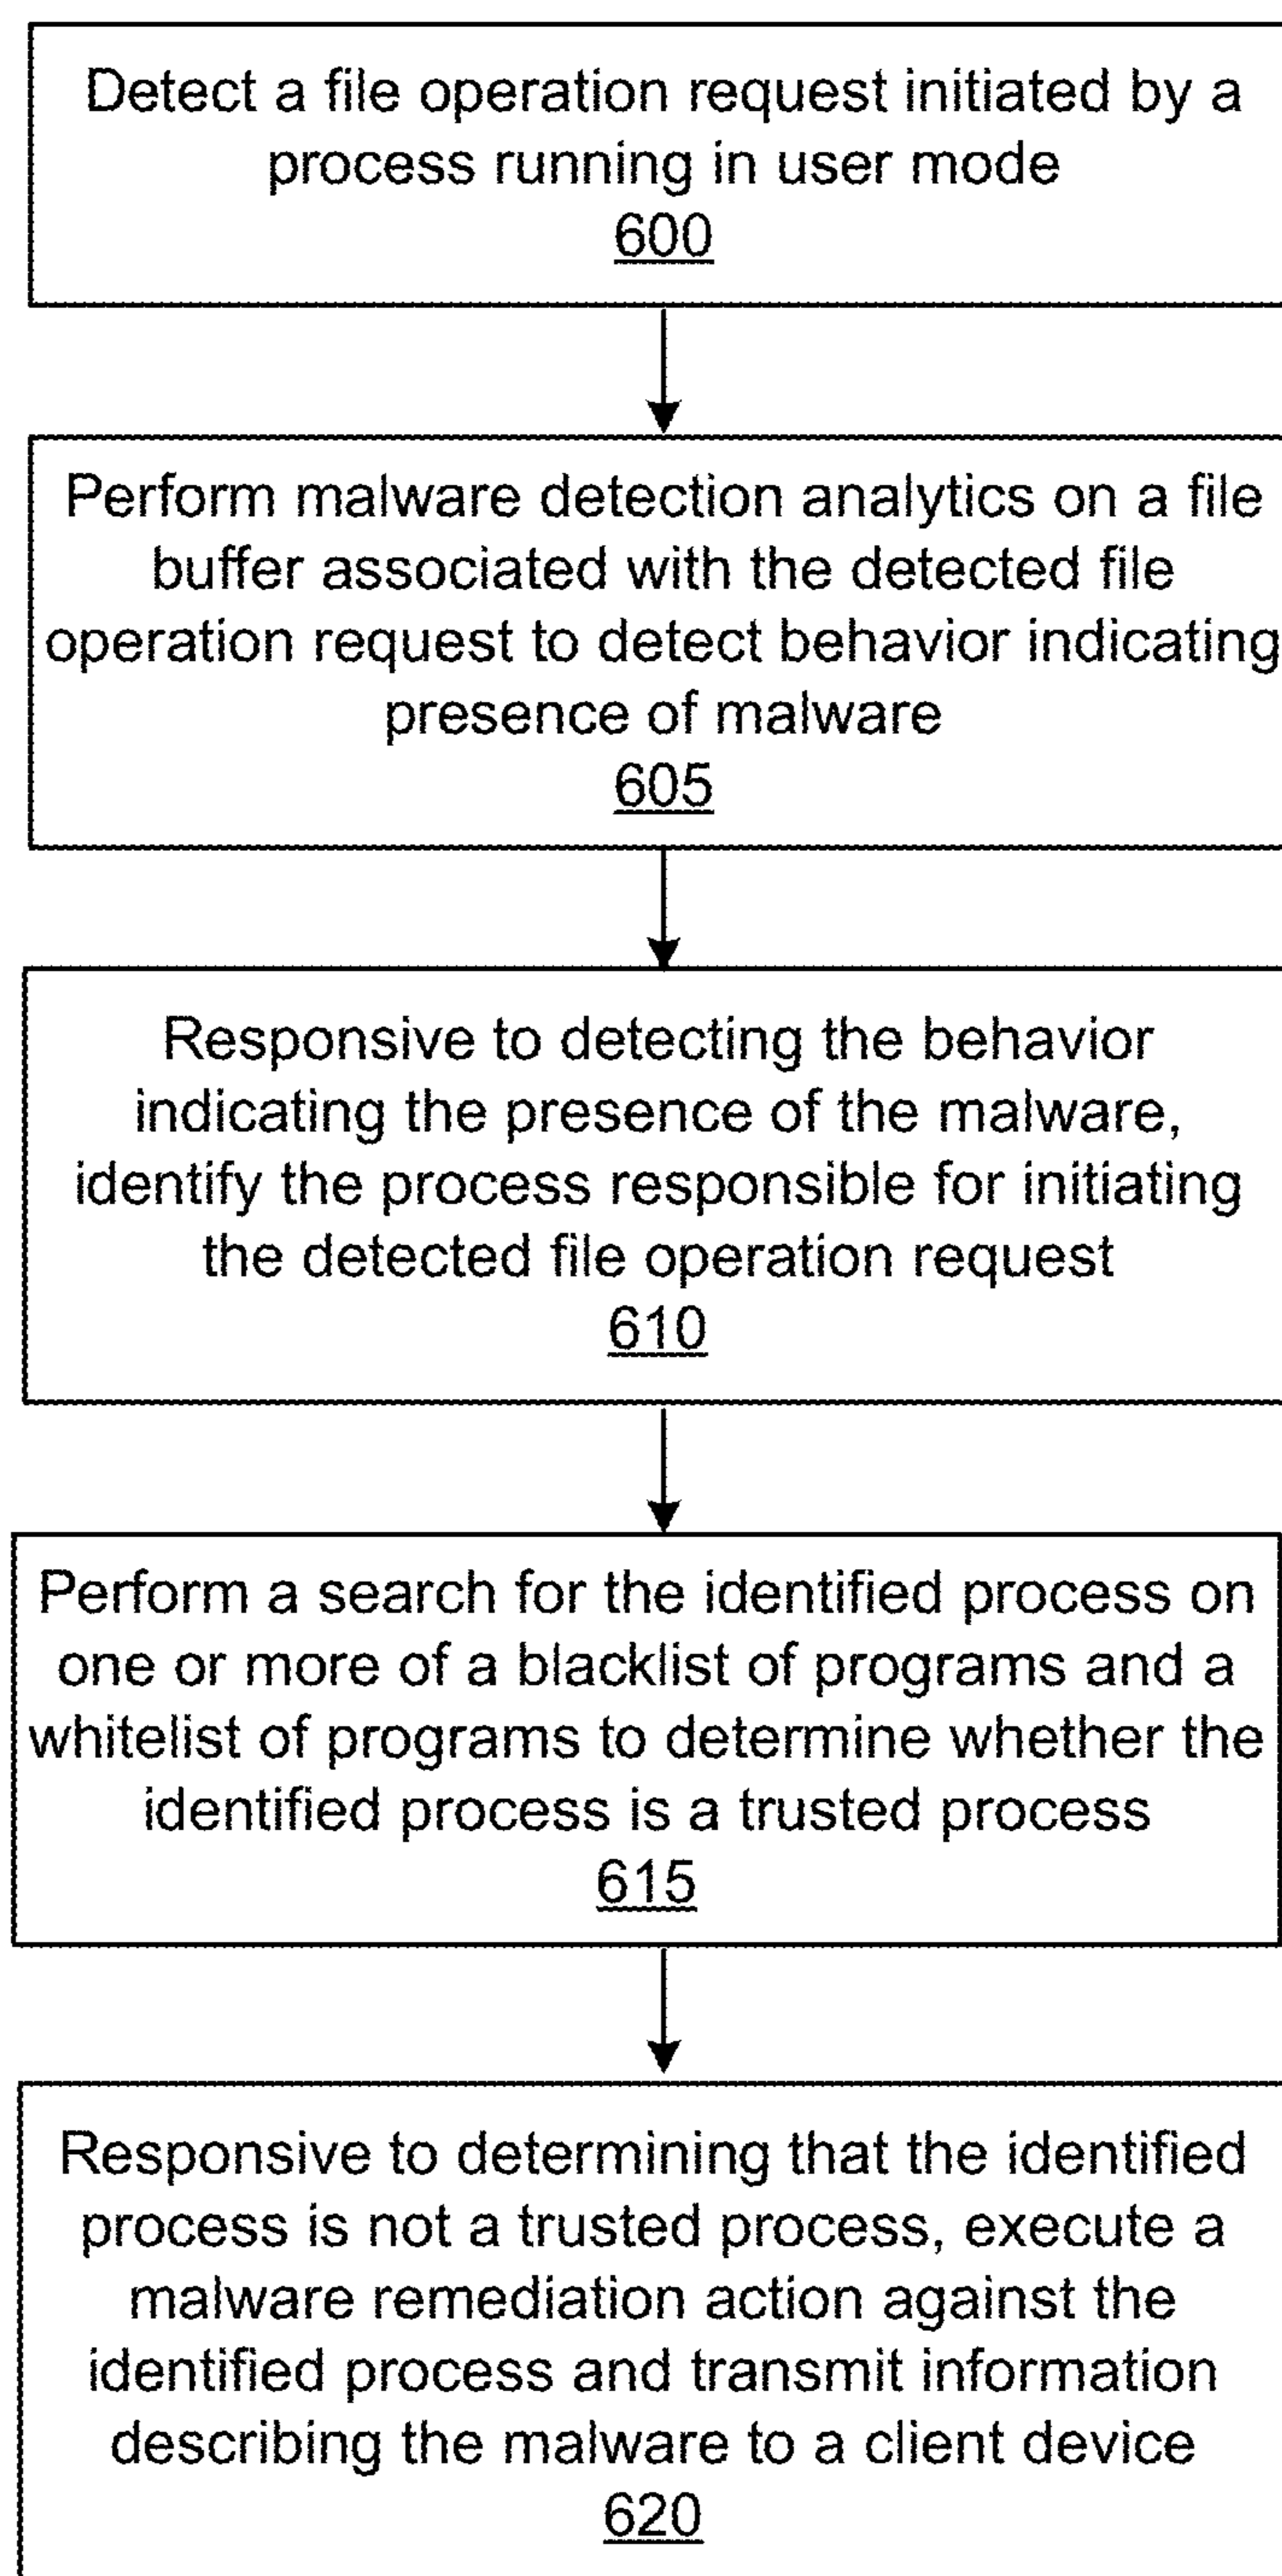 Detect a file operation request initiated by a
process running in user mode
600
Perform malware detection analytics on a file
buffer associated with the detected file
operation request to detect behavior indicating
presence of malware
605
Responsive to detecting the behavior
indicating the presence of the malware,
identify the process responsible for initiating
the detected file operation request
610
Perform a search for the identified process on
one or more of a blacklist of programs and a
whitelist of programs to determine whether the
identified process is a trusted process
615
Responsive to determining that the identified
process is not a trusted process, execute a
malware remediation action against the
identified process and transmit information
describing the malware to a client device
620